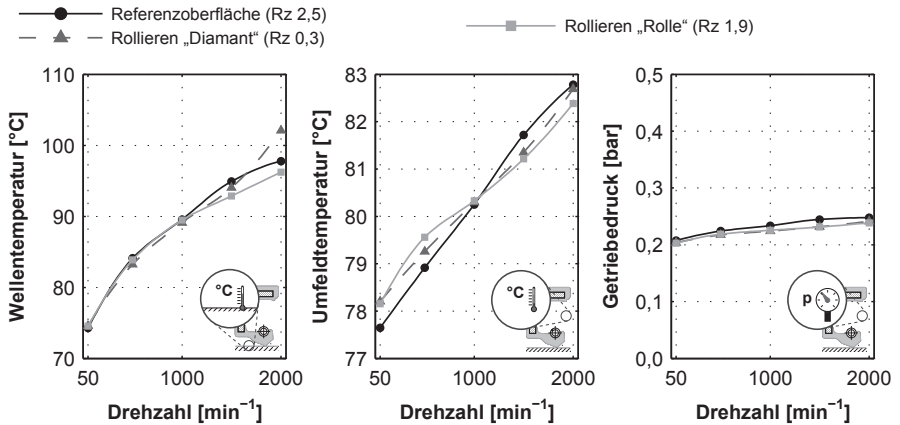 Referenzoberfläche (Rz 2,5)
Rollieren „Diamant“ (Rz 0,3)
Rollieren „Rolle“ (Rz 1,9)
Wellentemperatur [°C]
110
100
90
80
70
°C
50 1000 2000
Drehzahl [min⁻¹]
Umfeldtemperatur [°C]
83
82
81
80
79
78
77
°C
50 1000 2000
Drehzahl [min⁻¹]
Getriebedruck [bar]
0,5
0,4
0,3
0,2
0,1
0,0
p
50 1000 2000
Drehzahl [min⁻¹]